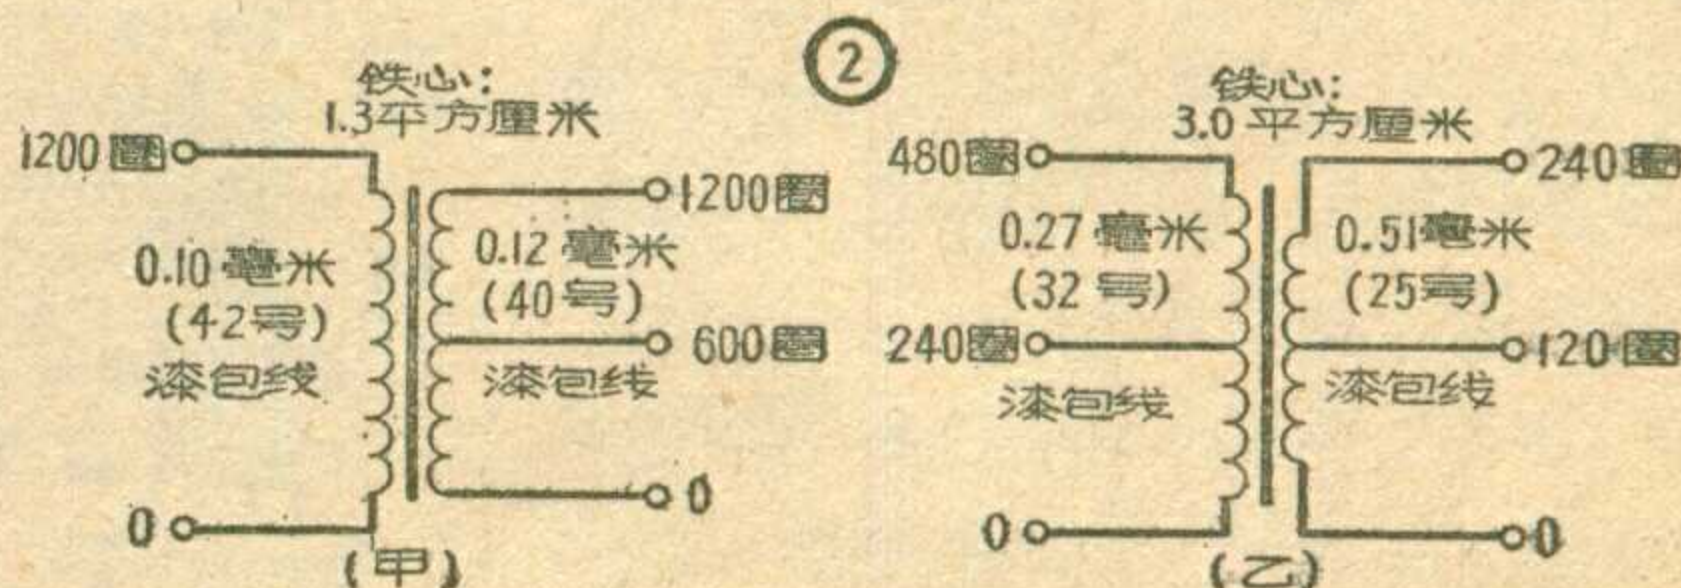 ②
铁心:
1.3平方厘米
1200圈
1200圈
0.10毫米
(42号)
漆包线
0.12毫米
(40号)
600圈
漆包线
0
0
(甲)
铁心:
3.0平方厘米
480圈
240圈
0.27毫米
(32号)
0.51毫米
(25号)
240圈
120圈
漆包线
漆包线
0
0
(乙)